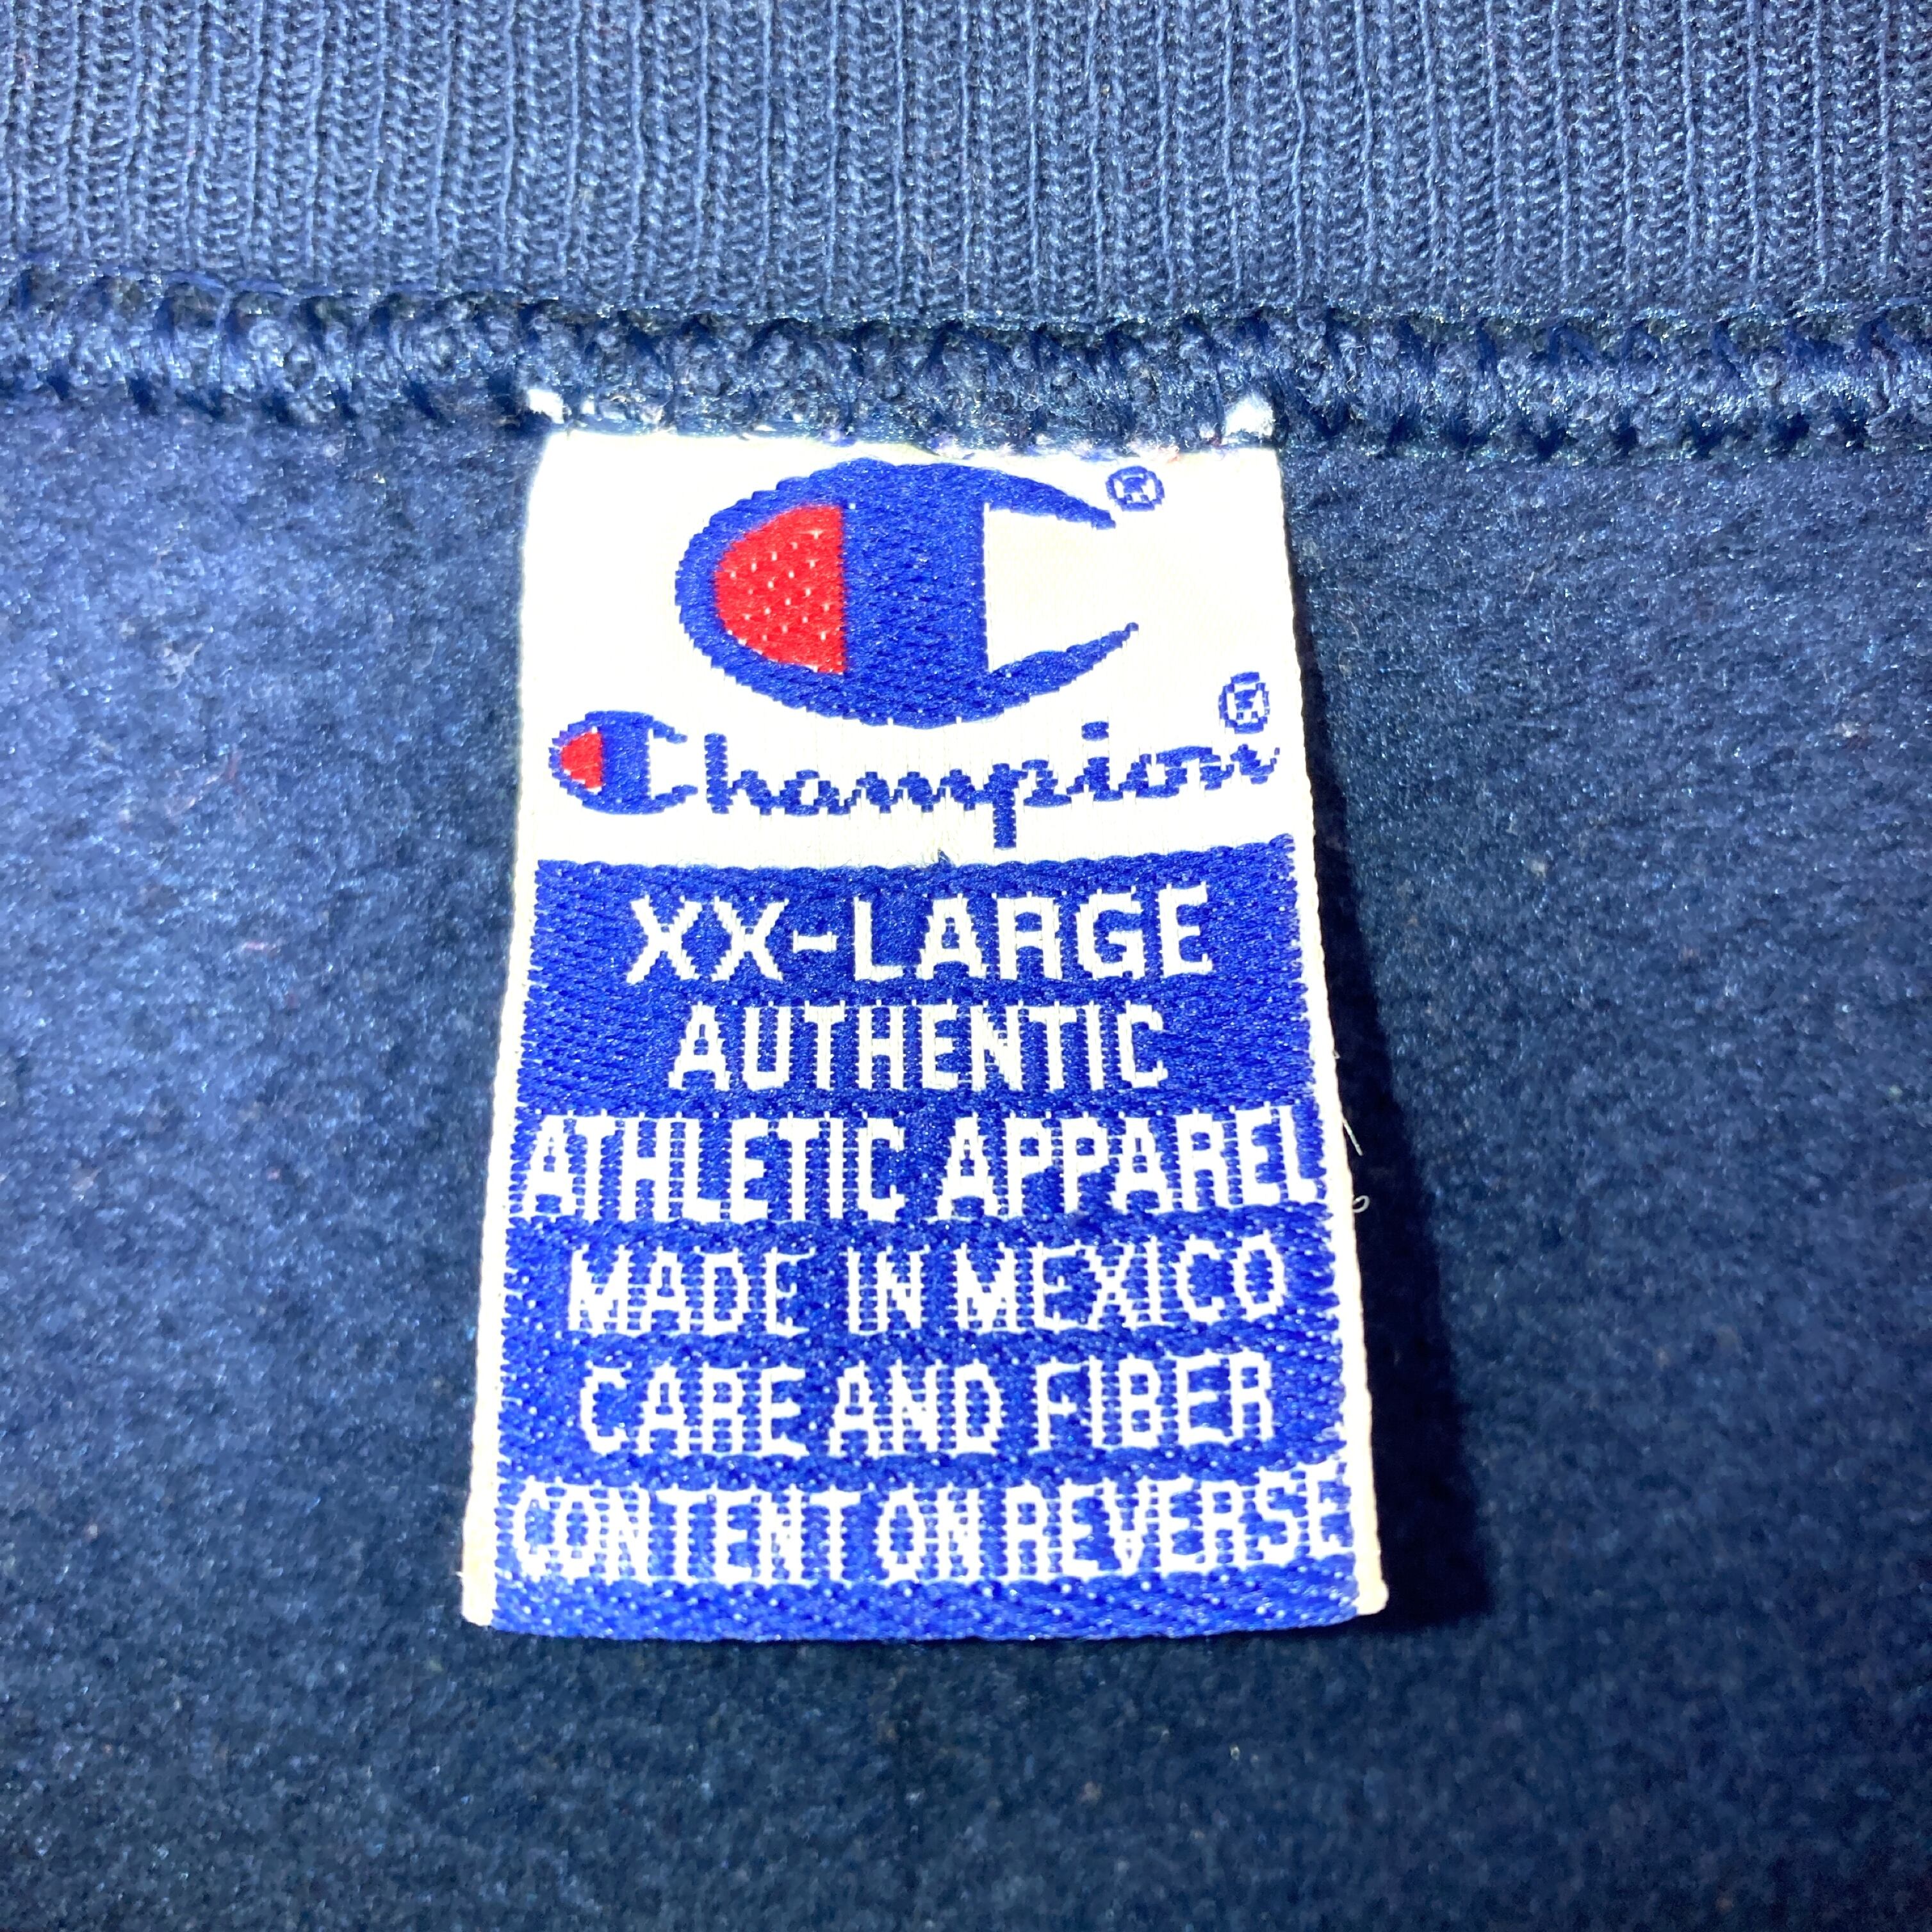 ®
Champion®
XX-LARGE
AUTHENTIC
ATHLETIC APPAREL
MADE IN MEXICO
CARE AND FIBER
CONTENT ON REVERSE